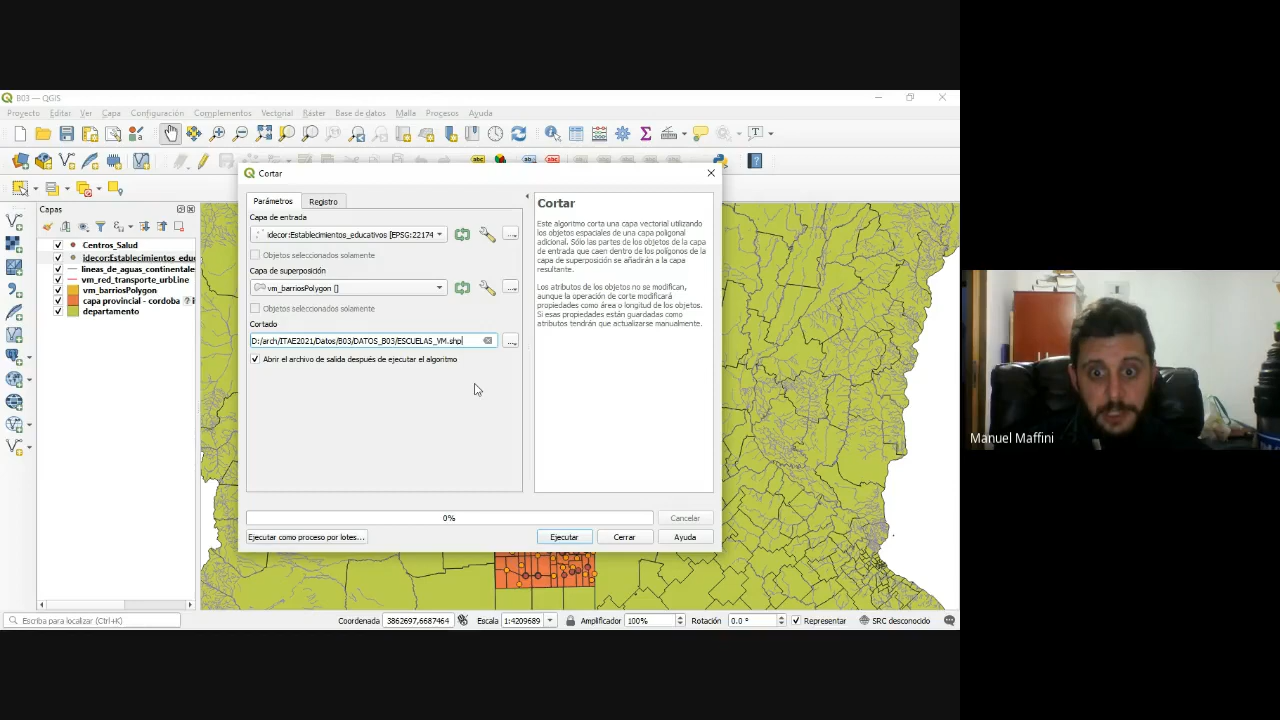 B03 — QGIS
Proyecto Editar Ver Capa Configuración Complementos Vectorial Ráster Base de datos Malla Procesos Ayuda
Cortar
Parámetros Registro
Capa de entrada
idecor:Establecimientos_educativos [EPSG:22174
Objetos seleccionados solamente
Capa de superposición
vm_barriosPolygon []
Objetos seleccionados solamente
Cortado
D:/arch/ITAE2021/Datos/B03/DATOS_B03/ESCUELAS_VM.shp
Abrir el archivo de salida después de ejecutar el algoritmo
Cortar
Este algoritmo corta una capa vectorial utilizando
los objetos espaciales de una capa poligonal
adicional. Sólo las partes de los objetos de la capa
de entrada que caen dentro de los polígonos de la
capa de superposición se añadirán a la capa
resultante.
Los atributos de los objetos no se modifican,
aunque la operación de corte modificará
propiedades como área o longitud de los objetos.
Si esas propiedades están guardadas como
atributos tendrán que actualizarse manualmente.
0%
Cancelar
Ejecutar como proceso por lotes...
Ejecutar
Cerrar
Ayuda
Capas
Centros_Salud
idecor:Establecimientos_educ
lineas_de_aguas_continentale
vm_red_transporte_urbLine
vm_barriosPolygon
capa provincial - cordoba
departamento
Escriba para localizar (Ctrl+K)
Coordenada 3862697,6687464 Escala 1:4209689 Amplificador 100% Rotación 0.0 ° Representar SRC desconocido
Manuel Maffini